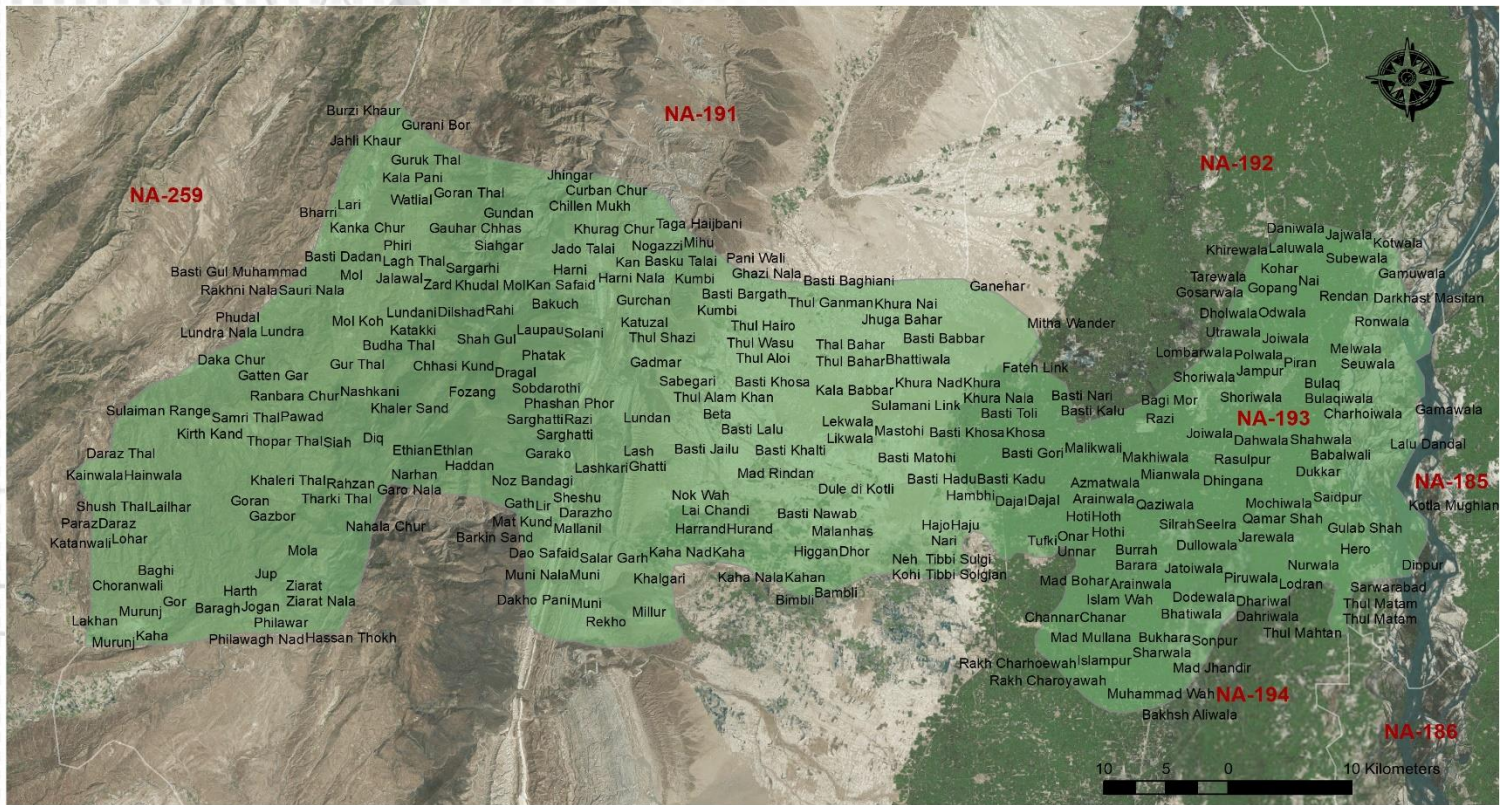 Burzi Khaur
Gurani Bor
NA-191
Jahli Khaur
Guruk Thal
NA-192
Kala Pani
Jhingar
NA-259
Watlial
Goran Thal
Curban Chur
Lari
Chillen Mukh
Bharri
Gundan
Kanka Chur
Gauhar Chhas
Khurag Chur
Taga Haijbani
Daniwala
Jajwala
Phiri
Siahgar
Jado Talai
Nogazzi
Mihu
Khirewala
Laluwala
Kotwala
Basti Dadan
Lagh Thal
Sargarhi
Harni
Kan
Basku Talai
Pani Wali
Subewala
Basti Gul Muhammad
Mol
Jalawal
Zard
Khudal Mol
Kan Safaid
Harni Nala
Kumbi
Ghazi Nala
Basti Baghiani
Ganehar
Tarewala
Kohar
Nai
Gamuwala
Rakhni Nala
Sauri Nala
Gosarwala
Gopang
Rendan
Darkhast Masitan
Lundani
Dilshad
Rahi
Bakuch
Gurchan
Basti Bargath
Kumbi
Thul Ganman
Khura Nai
Phudal
Mol Koh
Katuzal
Thul Hairo
Jhuga Bahar
Mitha Wander
Dholwala
Odwala
Ronwala
Lundra Nala
Lundra
Katakki
Shah Gul
Laupau
Solani
Thul Shazi
Thul Wasu
Thal Bahar
Basti Babbar
Utrawala
Joiwala
Budha Thal
Daka Chur
Gur Thal
Chhasi Kund
Phatak
Gadmar
Thul Aloi
Thul Bahar
Bhattiwala
Fateh Link
Lombarwala
Polwala
Piran
Melwala
Seuwala
Gatten Gar
Dragal
Shoriwala
Jampur
Ranbara Chur
Nashkani
Fozang
Sobdarothi
Sabegari
Basti Khosa
Kala Babbar
Khura Nad
Khura
Bulaq
Khaler Sand
Phashan Phor
Thul Alam Khan
Sulamani Link
Khura Nala
Basti Nari
Bagi Mor
Shoriwala
Bulaqiwala
Sulaiman Range
Samri Thal
Pawad
Sarghatti
Razi
Lundan
Beta
Lekwala
Basti Toli
Basti Kalu
Razi
NA-193
Charhoiwala
Gamawala
Kirth Kand
Thopar Thal
Siah
Diq
Sarghatti
Basti Lalu
Likwala
Mastohi
Basti Khosa
Khosa
Joiwala
Dahwala
Shahwala
Lalu Dandal
Daraz Thal
Ethian
Ethlan
Garako
Lash
Basti Jailu
Basti Khalti
Basti Matohi
Basti Gori
Malikwali
Makhiwala
Rasulpur
Babalwali
Kainwala
Hainwala
Khaleri Thal
Rahzan
Narhan
Haddan
Noz Bandagi
Lashkari
Ghatti
Mad Rindan
Basti Hadu
Basti Kadu
Azmatwala
Mianwala
Dhingana
Dukkar
NA-185
Shush Thal
Lailhar
Goran
Tharki Thal
Garo Nala
Gath
Lir
Sheshu
Nok Wah
Dule di Kotli
Hambhi
Dajal
Dajal
Arainwala
Qaziwala
Mochiwala
Saidpur
Kotla Mughlan
Paraz
Daraz
Gazbor
Nahala Chur
Mat Kund
Darazho
Lai Chandi
Basti Nawab
Hoti
Hoth
Silrah
Seelra
Qamar Shah
Gulab Shah
Katanwali
Lohar
Barkin Sand
Mallanil
Harrand
Hurand
Malanhas
Hajo
Haju
Onar
Hothi
Jarewala
Mola
Dao Safaid
Salar Garh
Kaha Nad
Kaha
Higgan
Dhor
Nari
Tufki
Unnar
Burrah
Dullowala
Hero
Baghi
Jup
Muni Nala
Muni
Khalgari
Kaha Nala
Kahan
Neh
Tibbi Sulgi
Kohi
Tibbi Solgian
Barara
Jatoiwala
Nurwala
Dippur
Choranwali
Harth
Ziarat
Bambli
Mad Bohar
Arainwala
Piruwala
Lodran
Sarwarabad
Murunj
Gor
Baragh
Jogan
Ziarat Nala
Dakho Pani
Muni
Millur
Bimbli
Islam Wah
Dodewala
Dhariwal
Thul Matam
Lakhan
Philawar
Rekho
Channar
Chanar
Bhatiwala
Dahriwala
Thul Matam
Murunj
Kaha
Philawagh Nad
Hassan Thokh
Mad Mullana
Bukhara
Sonpur
Thul Mahtan
Rakh Charhoewah
Islampur
Sharwala
Mad Jhandir
Rakh Charoyawah
Muhammad Wah
NA-194
Bakhsh Aliwala
NA-186
10
5
0
10 Kilometers